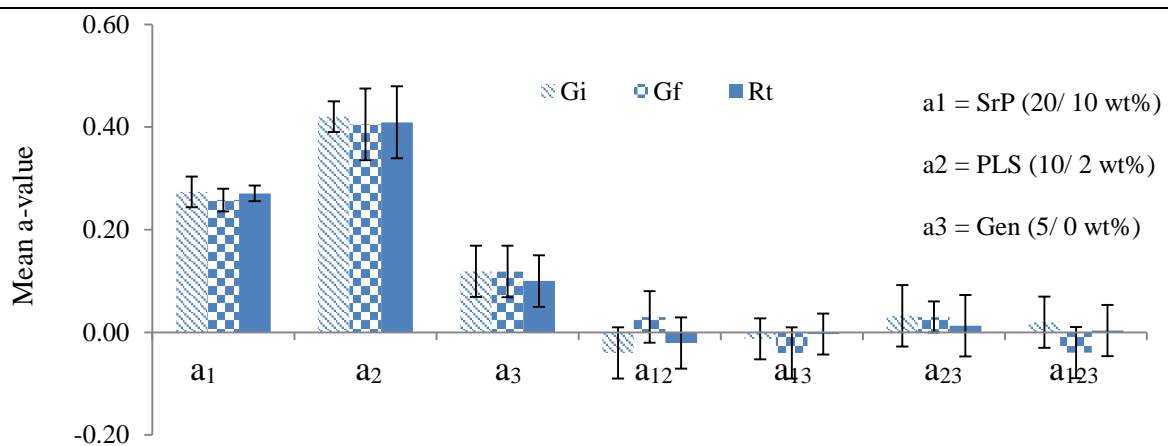 0.60
0.40
0.20
0.00
-0.20
Mean a-value
Gi Gf Rt
a1 = SrP (20/ 10 wt%)
a2 = PLS (10/ 2 wt%)
a3 = Gen (5/ 0 wt%)
a₁ a₂ a₃ a₁₂ a₁₃ a₂₃ a₁₂₃